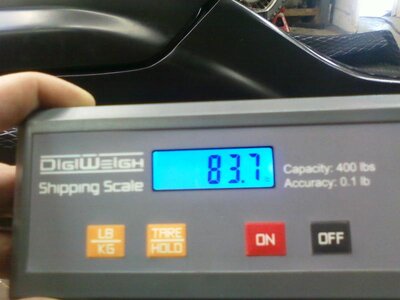 DIGIWEIGH
Shipping Scale
83.7
Capacity: 400 lbs
Accuracy: 0.1 lb
LB
KG
TARE
HOLD
ON
OFF